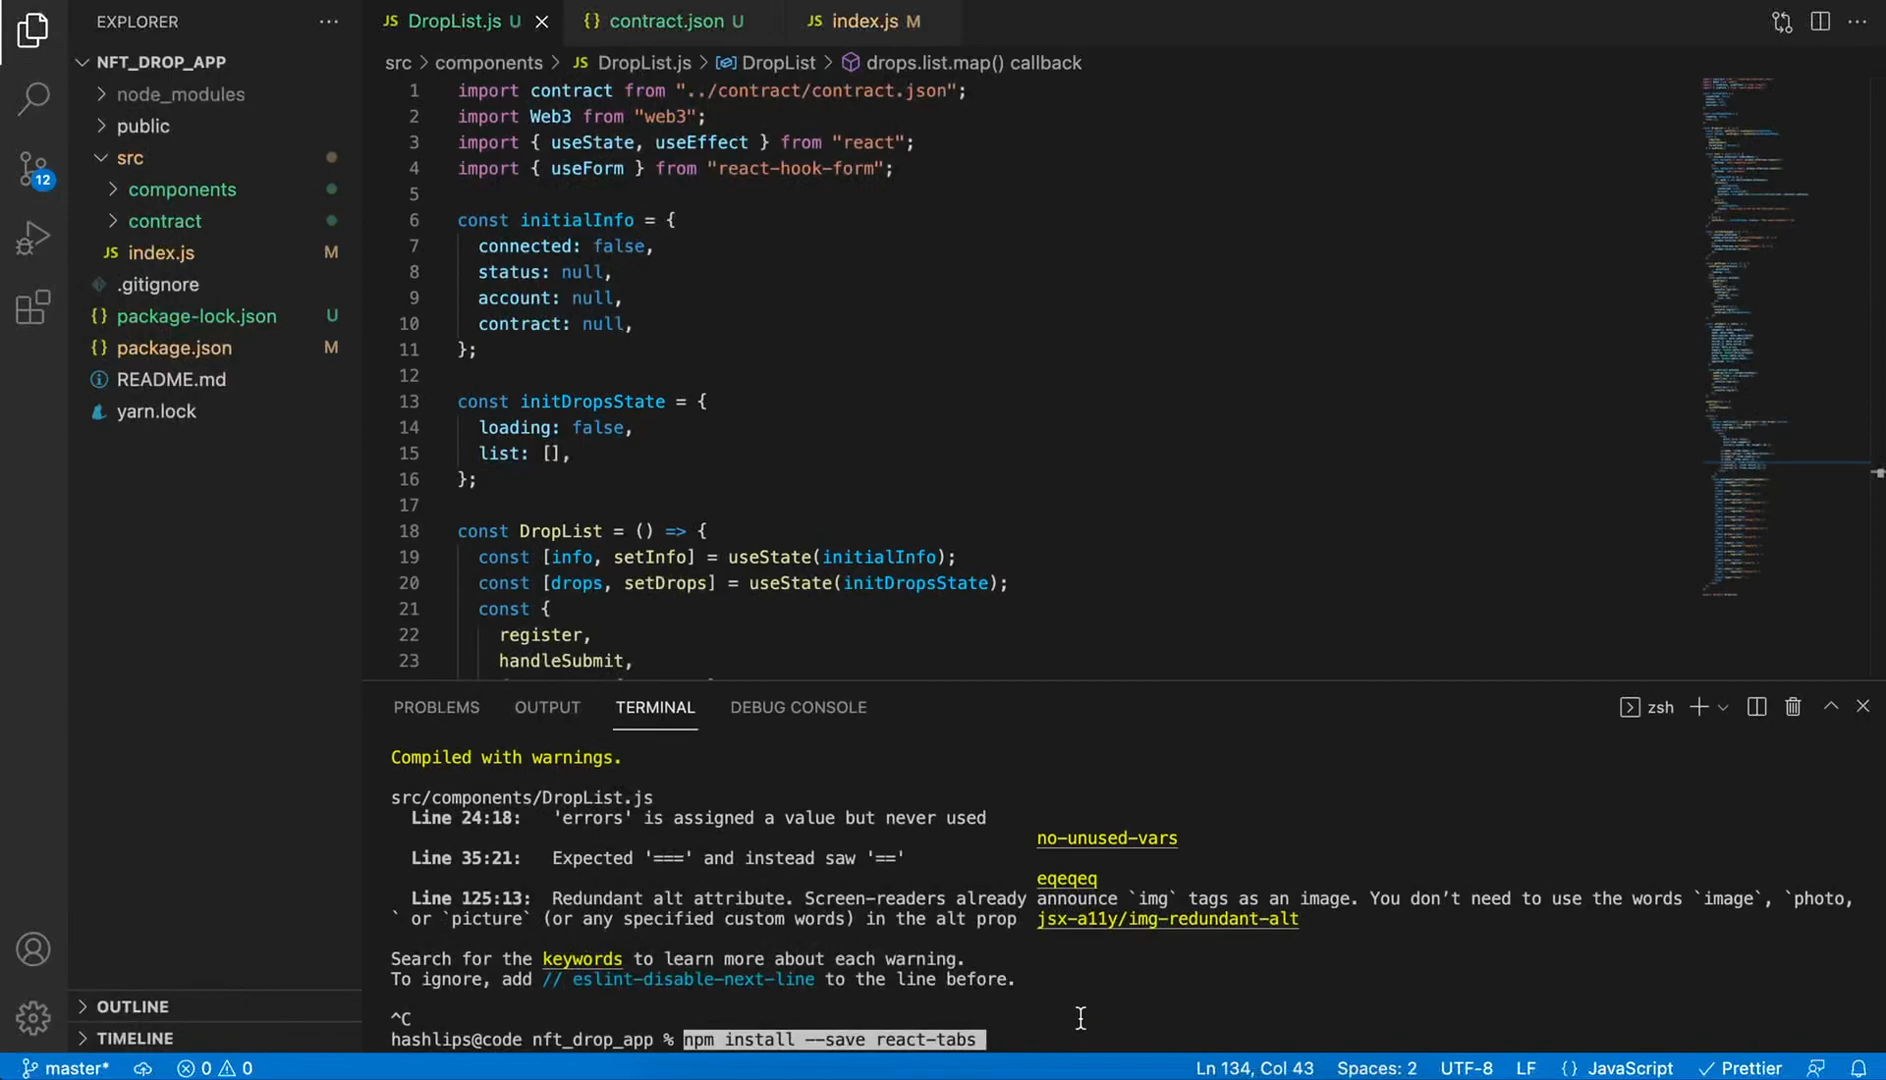 EXPLORER
NFT_DROP_APP
node_modules
public
src
components
contract
JS index.js M
.gitignore
{} package-lock.json U
{} package.json M
README.md
yarn.lock
12
OUTLINE
TIMELINE
JS DropList.js U
{} contract.json U
JS index.js M
src > components > JS DropList.js > DropList > drops.list.map() callback
1 import contract from "../contract/contract.json";
2 import Web3 from "web3";
3 import { useState, useEffect } from "react";
4 import { useForm } from "react-hook-form";
5
6 const initialInfo = {
7 connected: false,
8 status: null,
9 account: null,
10 contract: null,
11 };
12
13 const initDropsState = {
14 loading: false,
15 list: [],
16 };
17
18 const DropList = () => {
19 const [info, setInfo] = useState(initialInfo);
20 const [drops, setDrops] = useState(initDropsState);
21 const {
22 register,
23 handleSubmit,
PROBLEMS OUTPUT TERMINAL DEBUG CONSOLE
zsh
Compiled with warnings.
src/components/DropList.js
Line 24:18: 'errors' is assigned a value but never used
no-unused-vars
Line 35:21: Expected '===' and instead saw '=='
eqeqeq
Line 125:13: Redundant alt attribute. Screen-readers already announce `img` tags as an image. You don’t need to use the words `image`, `photo,
` or `picture` (or any specified custom words) in the alt prop jsx-a11y/img-redundant-alt
Search for the keywords to learn more about each warning.
To ignore, add // eslint-disable-next-line to the line before.
^C
hashlips@code nft_drop_app % npm install --save react-tabs
master* 0 0 Ln 134, Col 43 Spaces: 2 UTF-8 LF {} JavaScript Prettier